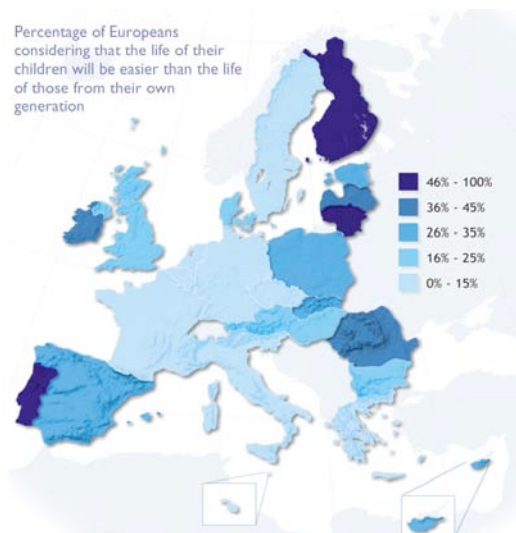 Percentage of Europeans
considering that the life of their
children will be easier than the life
of those from their own
generation
46% - 100%
36% - 45%
26% - 35%
16% - 25%
0% - 15%